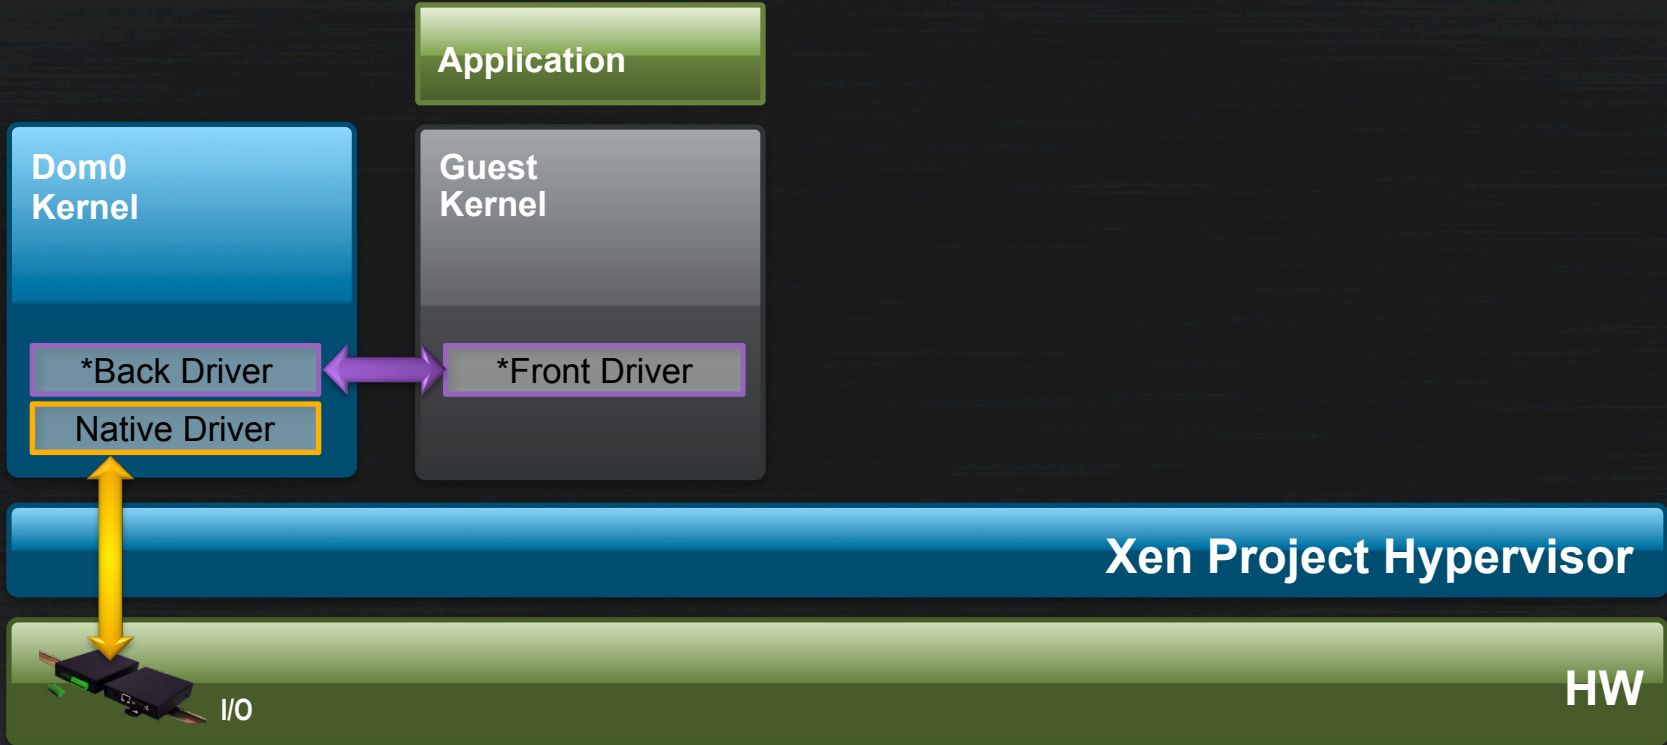 Application
Dom0
Kernel
Guest
Kernel
*Back Driver
*Front Driver
Native Driver
Xen Project Hypervisor
HW
I/O